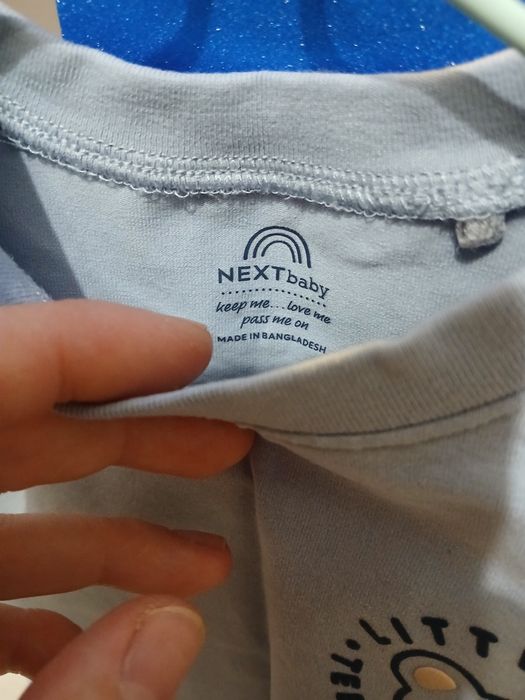 NEXTbaby
keep me... love me
pass me on
MADE IN BANGLADESH